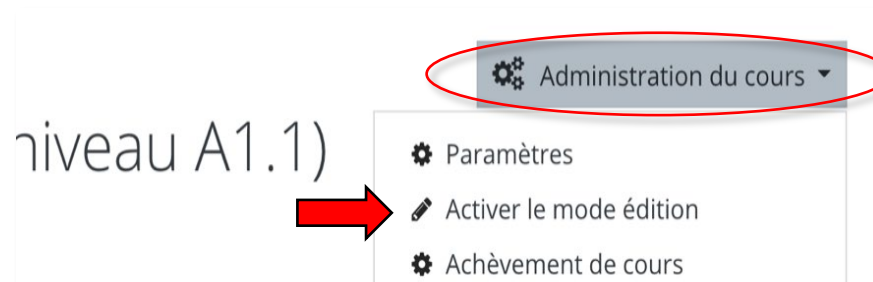 Administration du cours
niveau A1.1)
Paramètres
Activer le mode édition
Achèvement de cours